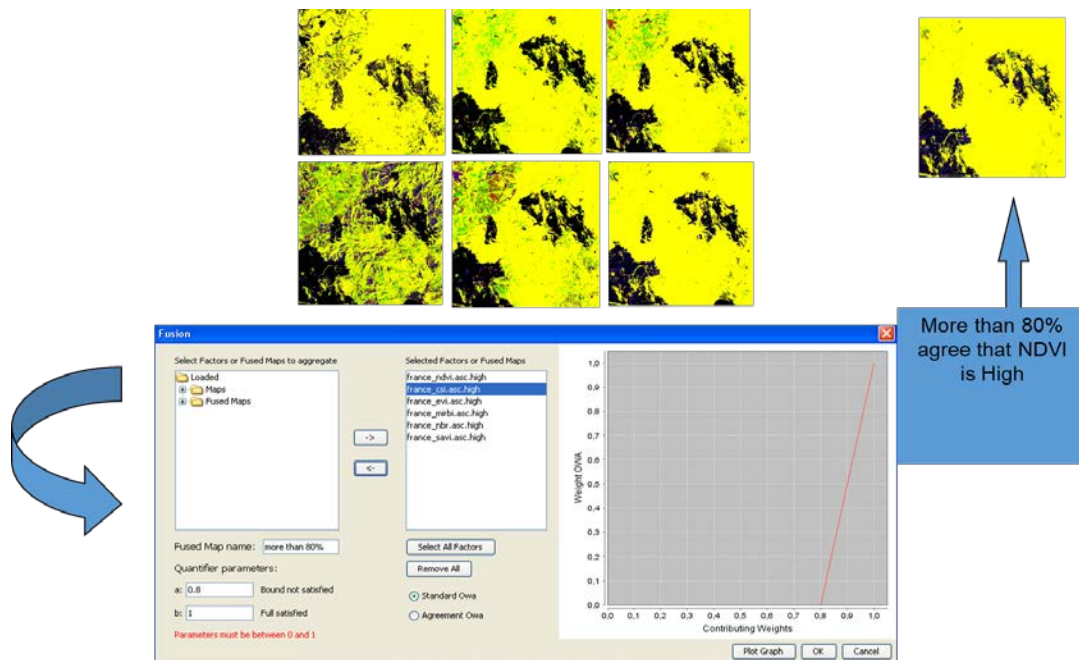 More than 80%
agree that NDVI
is High
Fusion
Select Factors or Fused Maps to aggregate
Loaded
Maps
Fused Maps
->
<-
Selected Factors or Fused Maps
france_ndvi.asc.high
france_csi.asc.high
france_evi.asc.high
france_mirbi.asc.high
france_nbr.asc.high
france_savi.asc.high
Fused Map name: more than 80%
Quantifier parameters:
a: 0.8 Bound not satisfied
b: 1 Full satisfied
Parameters must be between 0 and 1
Select All Factors
Remove All
Standard Owa
Agreement Owa
Weight OWA
1,0
0,9
0,8
0,7
0,6
0,5
0,4
0,3
0,2
0,1
0,0
0,0 0,1 0,2 0,3 0,4 0,5 0,6 0,7 0,8 0,9 1,0
Contributing Weights
Plot Graph OK Cancel